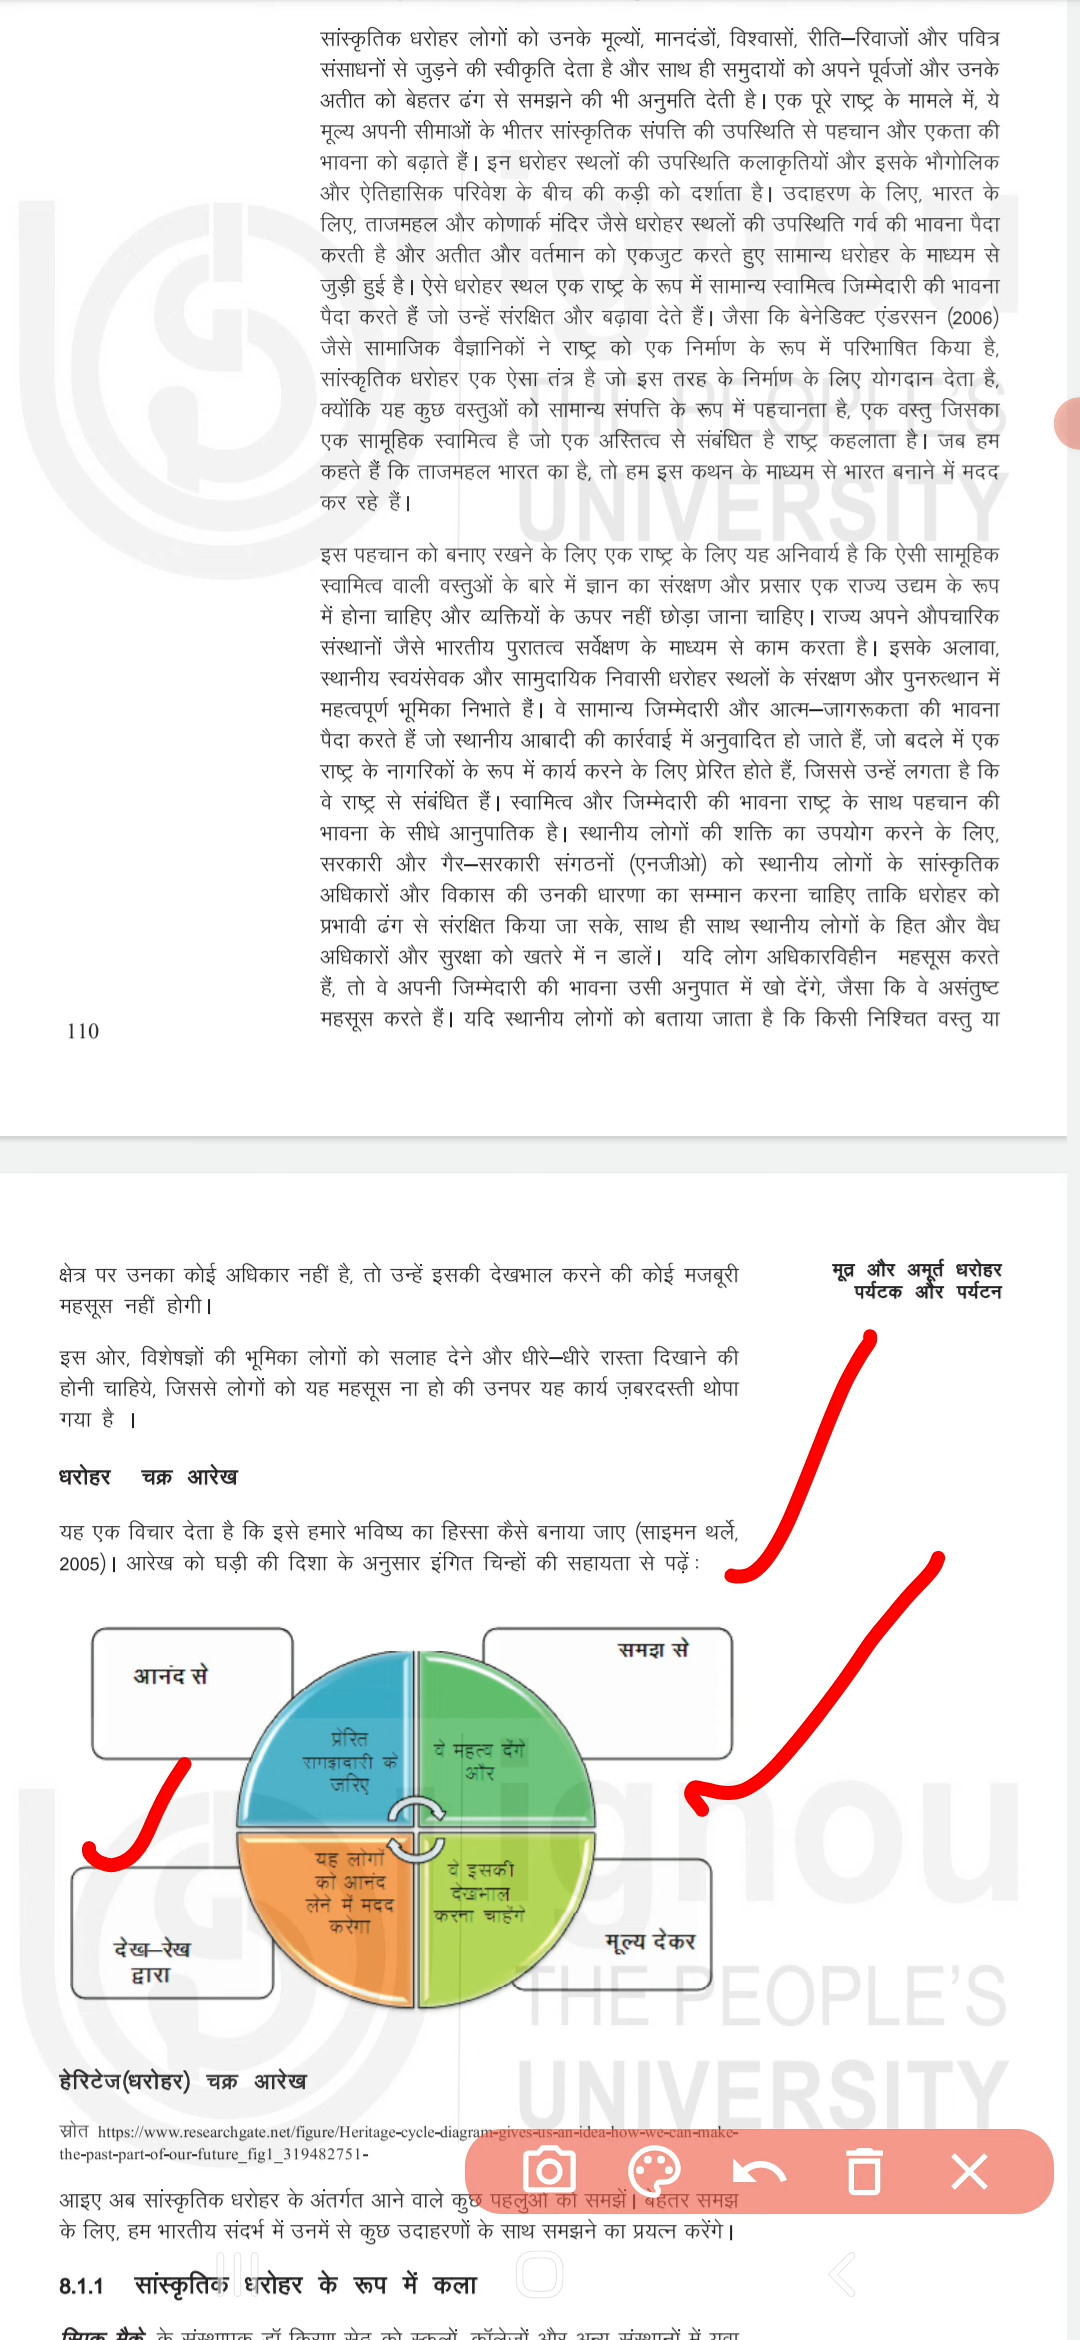 सांस्कृतिक धरोहर लोगों को उनके मूल्यों, मानदंडों, विश्वासों, रीति–रिवाजों और पवित्र
संसाधनों से जुड़ने की स्वीकृति देता है और साथ ही समुदायों को अपने पूर्वजों और उनके
अतीत को बेहतर ढंग से समझने की भी अनुमति देती है। एक पूरे राष्ट्र के मामले में, ये
मूल्य अपनी सीमाओं के भीतर सांस्कृतिक संपत्ति की उपस्थिति से पहचान और एकता की
भावना को बढ़ाते हैं। इन धरोहर स्थलों की उपस्थिति कलाकृतियों और इसके भौगोलिक
और ऐतिहासिक परिवेश के बीच की कड़ी को दर्शाता है। उदाहरण के लिए, भारत के
लिए, ताजमहल और कोणार्क मंदिर जैसे धरोहर स्थलों की उपस्थिति गर्व की भावना पैदा
करती है और अतीत और वर्तमान को एकजुट करते हुए सामान्य धरोहर के माध्यम से
जुड़ी हुई है। ऐसे धरोहर स्थल एक राष्ट्र के रूप में सामान्य स्वामित्व जिम्मेदारी की भावना
पैदा करते हैं जो उन्हें संरक्षित और बढ़ावा देते हैं। जैसा कि बेनेडिक्ट एंडरसन (2006)
जैसे सामाजिक वैज्ञानिकों ने राष्ट्र को एक निर्माण के रूप में परिभाषित किया है,
सांस्कृतिक धरोहर एक ऐसा तंत्र है जो इस तरह के निर्माण के लिए योगदान देता है,
क्योंकि यह कुछ वस्तुओं को सामान्य संपत्ति के रूप में पहचानता है, एक वस्तु जिसका
एक सामूहिक स्वामित्व है जो एक अस्तित्व से संबंधित है राष्ट्र कहलाता है। जब हम
कहते हैं कि ताजमहल भारत का है, तो हम इस कथन के माध्यम से भारत बनाने में मदद
कर रहे हैं।
इस पहचान को बनाए रखने के लिए एक राष्ट्र के लिए यह अनिवार्य है कि ऐसी सामूहिक
स्वामित्व वाली वस्तुओं के बारे में ज्ञान का संरक्षण और प्रसार एक राज्य उद्यम के रूप
में होना चाहिए और व्यक्तियों के ऊपर नहीं छोड़ा जाना चाहिए। राज्य अपने औपचारिक
संस्थानों जैसे भारतीय पुरातत्व सर्वेक्षण के माध्यम से काम करता है। इसके अलावा,
स्थानीय स्वयंसेवक और सामुदायिक निवासी धरोहर स्थलों के संरक्षण और पुनरुत्थान में
महत्वपूर्ण भूमिका निभाते हैं। वे सामान्य जिम्मेदारी और आत्म–जागरूकता की भावना
पैदा करते हैं जो स्थानीय आबादी की कार्रवाई में अनुवादित हो जाते हैं, जो बदले में एक
राष्ट्र के नागरिकों के रूप में कार्य करने के लिए प्रेरित होते हैं, जिससे उन्हें लगता है कि
वे राष्ट्र से संबंधित हैं। स्वामित्व और जिम्मेदारी की भावना राष्ट्र के साथ पहचान की
भावना के सीधे आनुपातिक है। स्थानीय लोगों की शक्ति का उपयोग करने के लिए,
सरकारी और गैर–सरकारी संगठनों (एनजीओ) को स्थानीय लोगों के सांस्कृतिक
अधिकारों और विकास की उनकी धारणा का सम्मान करना चाहिए ताकि धरोहर को
प्रभावी ढंग से संरक्षित किया जा सके, साथ ही साथ स्थानीय लोगों के हित और वैध
अधिकारों और सुरक्षा को खतरे में न डालें। यदि लोग अधिकारविहीन महसूस करते
हैं, तो वे अपनी जिम्मेदारी की भावना उसी अनुपात में खो देंगे, जैसा कि वे असंतुष्ट
महसूस करते हैं। यदि स्थानीय लोगों को बताया जाता है कि किसी निश्चित वस्तु या
110
मूव्र और अमूर्त धरोहर
पर्यटक और पर्यटन
क्षेत्र पर उनका कोई अधिकार नहीं है, तो उन्हें इसकी देखभाल करने की कोई मजबूरी
महसूस नहीं होगी।
इस ओर, विशेषज्ञों की भूमिका लोगों को सलाह देने और धीरे–धीरे रास्ता दिखाने की
होनी चाहिये, जिससे लोगों को यह महसूस ना हो की उनपर यह कार्य ज़बरदस्ती थोपा
गया है ।
धरोहर चक्र आरेख
यह एक विचार देता है कि इसे हमारे भविष्य का हिस्सा कैसे बनाया जाए (साइमन थर्ले,
2005)। आरेख को घड़ी की दिशा के अनुसार इंगित चिन्हों की सहायता से पढ़ें :
आनंद से
समझ से
प्रेरित
समझदारी के
जरिए
वे महत्व देंगे
और
यह लोगों
को आनंद
लेने में मदद
करेगा
वे इसकी
देखभाल
करना चाहेंगे
देख–रेख
द्वारा
मूल्य देकर
हेरिटेज(धरोहर) चक्र आरेख
स्रोत https://www.researchgate.net/figure/Heritage-cycle-diagram-gives-us-an-idea-how-we-can-make-
the-past-part-of-our-future_fig1_319482751-
आइए अब सांस्कृतिक धरोहर के अंतर्गत आने वाले कुछ पहलुओं को समझें। बेहतर समझ
के लिए, हम भारतीय संदर्भ में उनमें से कुछ उदाहरणों के साथ समझने का प्रयत्न करेंगे।
8.1.1 सांस्कृतिक धरोहर के रूप में कला
स्पिक मैके के संस्थापक डॉ किरण सेठ को स्कूलों, कॉलेजों और अन्य संस्थानों में युवा
ignou
THE PEOPLE'S
UNIVERSITY
ignou
THE PEOPLE'S
UNIVERSITY